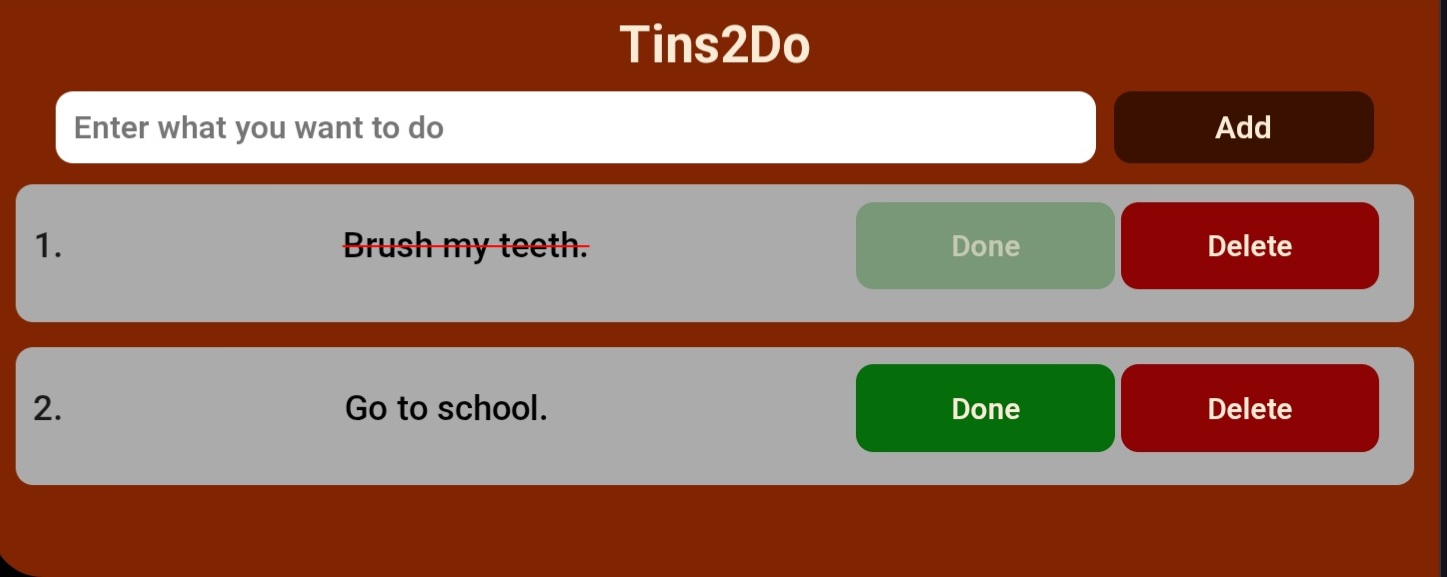 Tins2Do
Enter what you want to do Add
1. Brush my teeth. Done Delete
2. Go to school. Done Delete